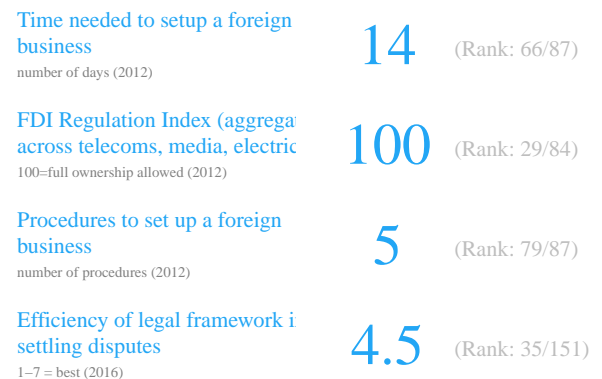 Time needed to setup a foreign
business
number of days (2012)
14
(Rank: 66/87)
FDI Regulation Index
across telecoms, media,
100=full ownership allowed (2012)
100
(Rank: 29/84)
Procedures to set up a foreign
business
number of procedures (2012)
5
(Rank: 79/87)
Efficiency of legal framework
settling disputes
1–7 = best (2016)
4.5
(Rank: 35/151)